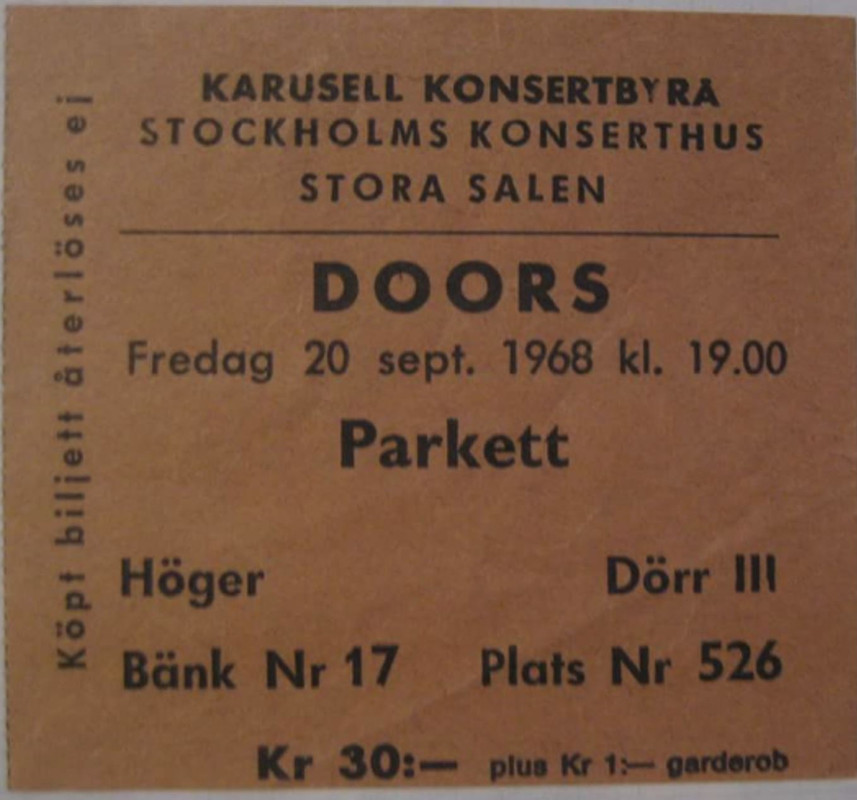 KARUSELL KONSERTBYRÅ
STOCKHOLMS KONSERTHUS
STORA SALEN
DOORS
Fredag 20 sept. 1968 kl. 19.00
Parkett
Höger Dörr III
Bänk Nr 17 Plats Nr 526
Kr 30:— plus Kr 1:— garderob
Köpt biljett återlöses ej